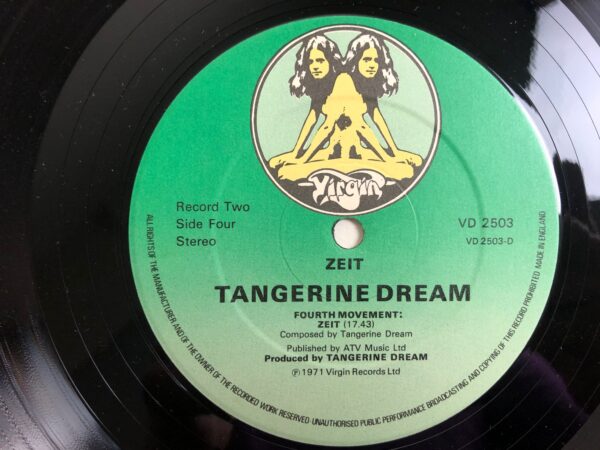 Virgin
Record Two
Side Four
Stereo
VD 2503
VD 2503-D
ZEIT
TANGERINE DREAM
FOURTH MOVEMENT:
ZEIT (17.43)
Composed by Tangerine Dream
Published by ATV Music Ltd
Produced by TANGERINE DREAM
℗ 1971 Virgin Records Ltd
ALL RIGHTS OF THE MANUFACTURER AND OF THE OWNER OF THE RECORDED WORK RESERVED·UNAUTHORISED PUBLIC PERFORMANCE BROADCASTING AND COPYING OF THIS RECORD PROHIBITED MADE IN ENGLAND